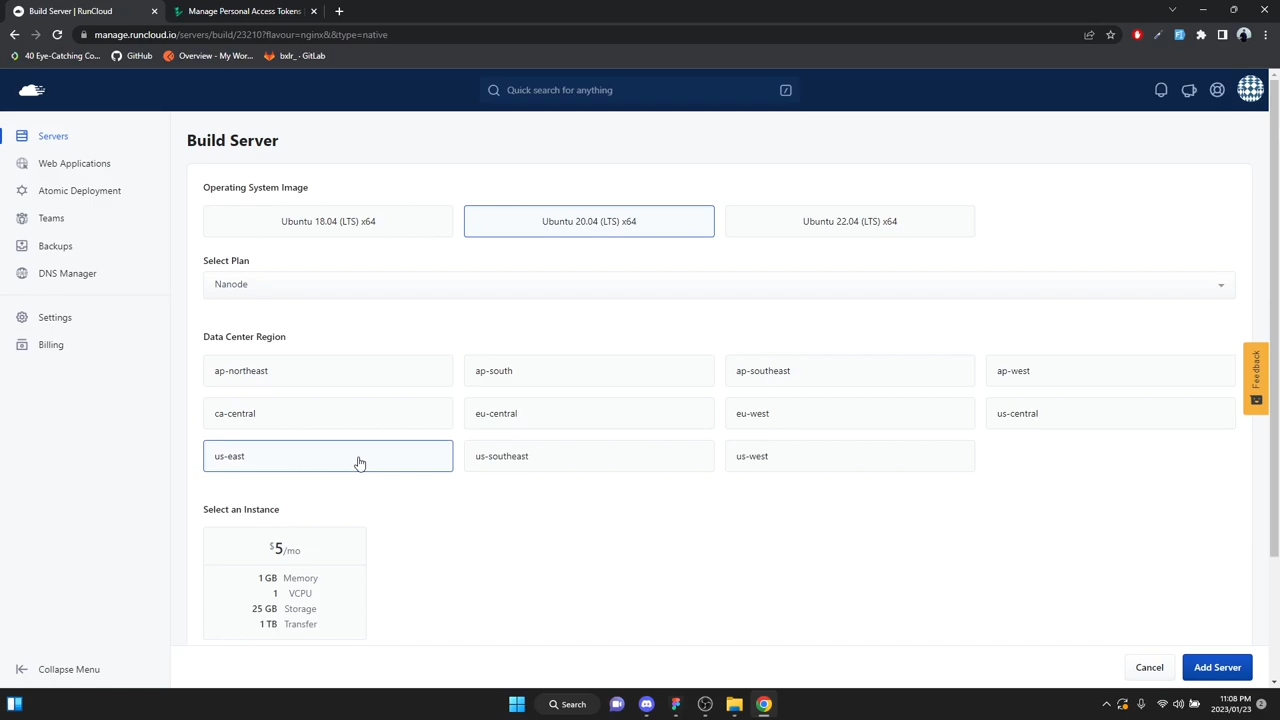 Build Server | RunCloud
Manage Personal Access Tokens
manage.runcloud.io/servers/build/23210?flavour=nginx&&type=native
40 Eye-Catching Co...
GitHub
Overview - My Wor...
bxlr_ · GitLab
Quick search for anything
/
Servers
Web Applications
Atomic Deployment
Teams
Backups
DNS Manager
Settings
Billing
Collapse Menu
Build Server
Operating System Image
Ubuntu 18.04 (LTS) x64
Ubuntu 20.04 (LTS) x64
Ubuntu 22.04 (LTS) x64
Select Plan
Nanode
Data Center Region
ap-northeast
ap-south
ap-southeast
ap-west
ca-central
eu-central
eu-west
us-central
us-east
us-southeast
us-west
Select an Instance
$5/mo
1 GB Memory
1 VCPU
25 GB Storage
1 TB Transfer
Feedback
Cancel
Add Server
Search
11:08 PM
2023/01/23